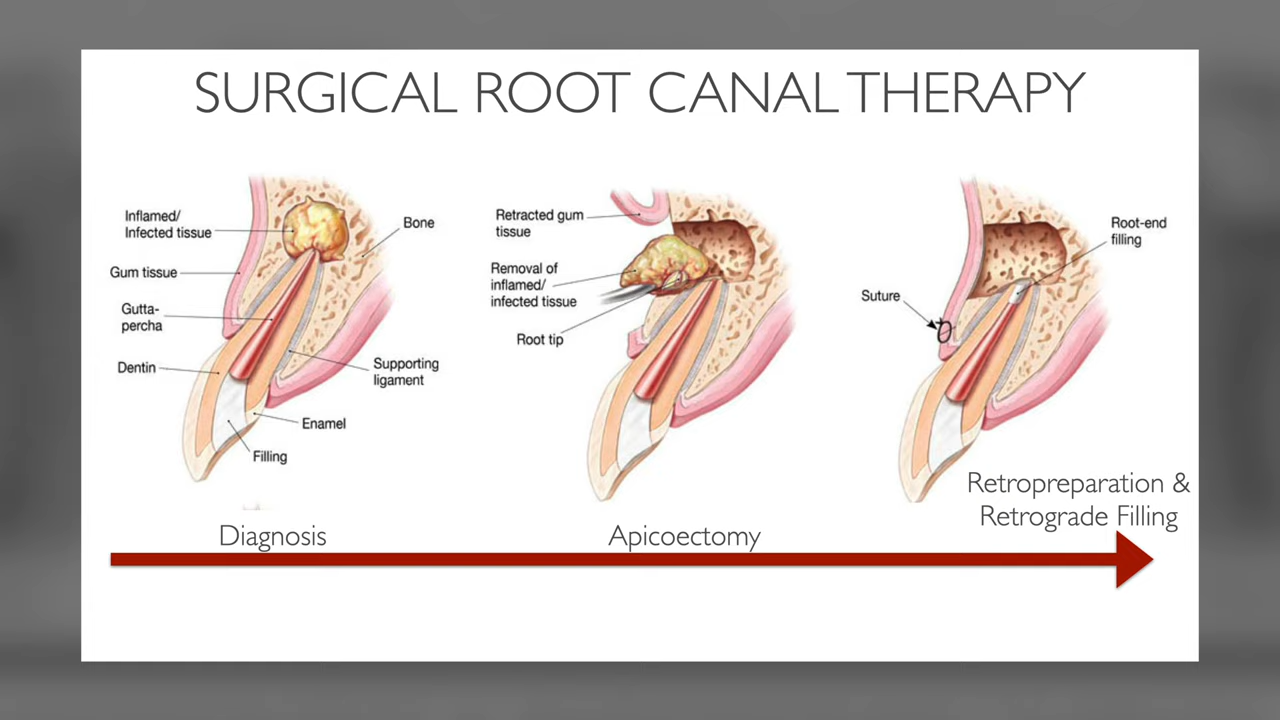 SURGICAL ROOT CANAL THERAPY
Inflamed/
Infected tissue
Bone
Gum tissue
Gutta-
percha
Dentin
Supporting
ligament
Enamel
Filling
Diagnosis
Retracted gum
tissue
Removal of
inflamed/
infected tissue
Root tip
Apicoectomy
Root-end
filling
Suture
Retropreparation &
Retrograde Filling